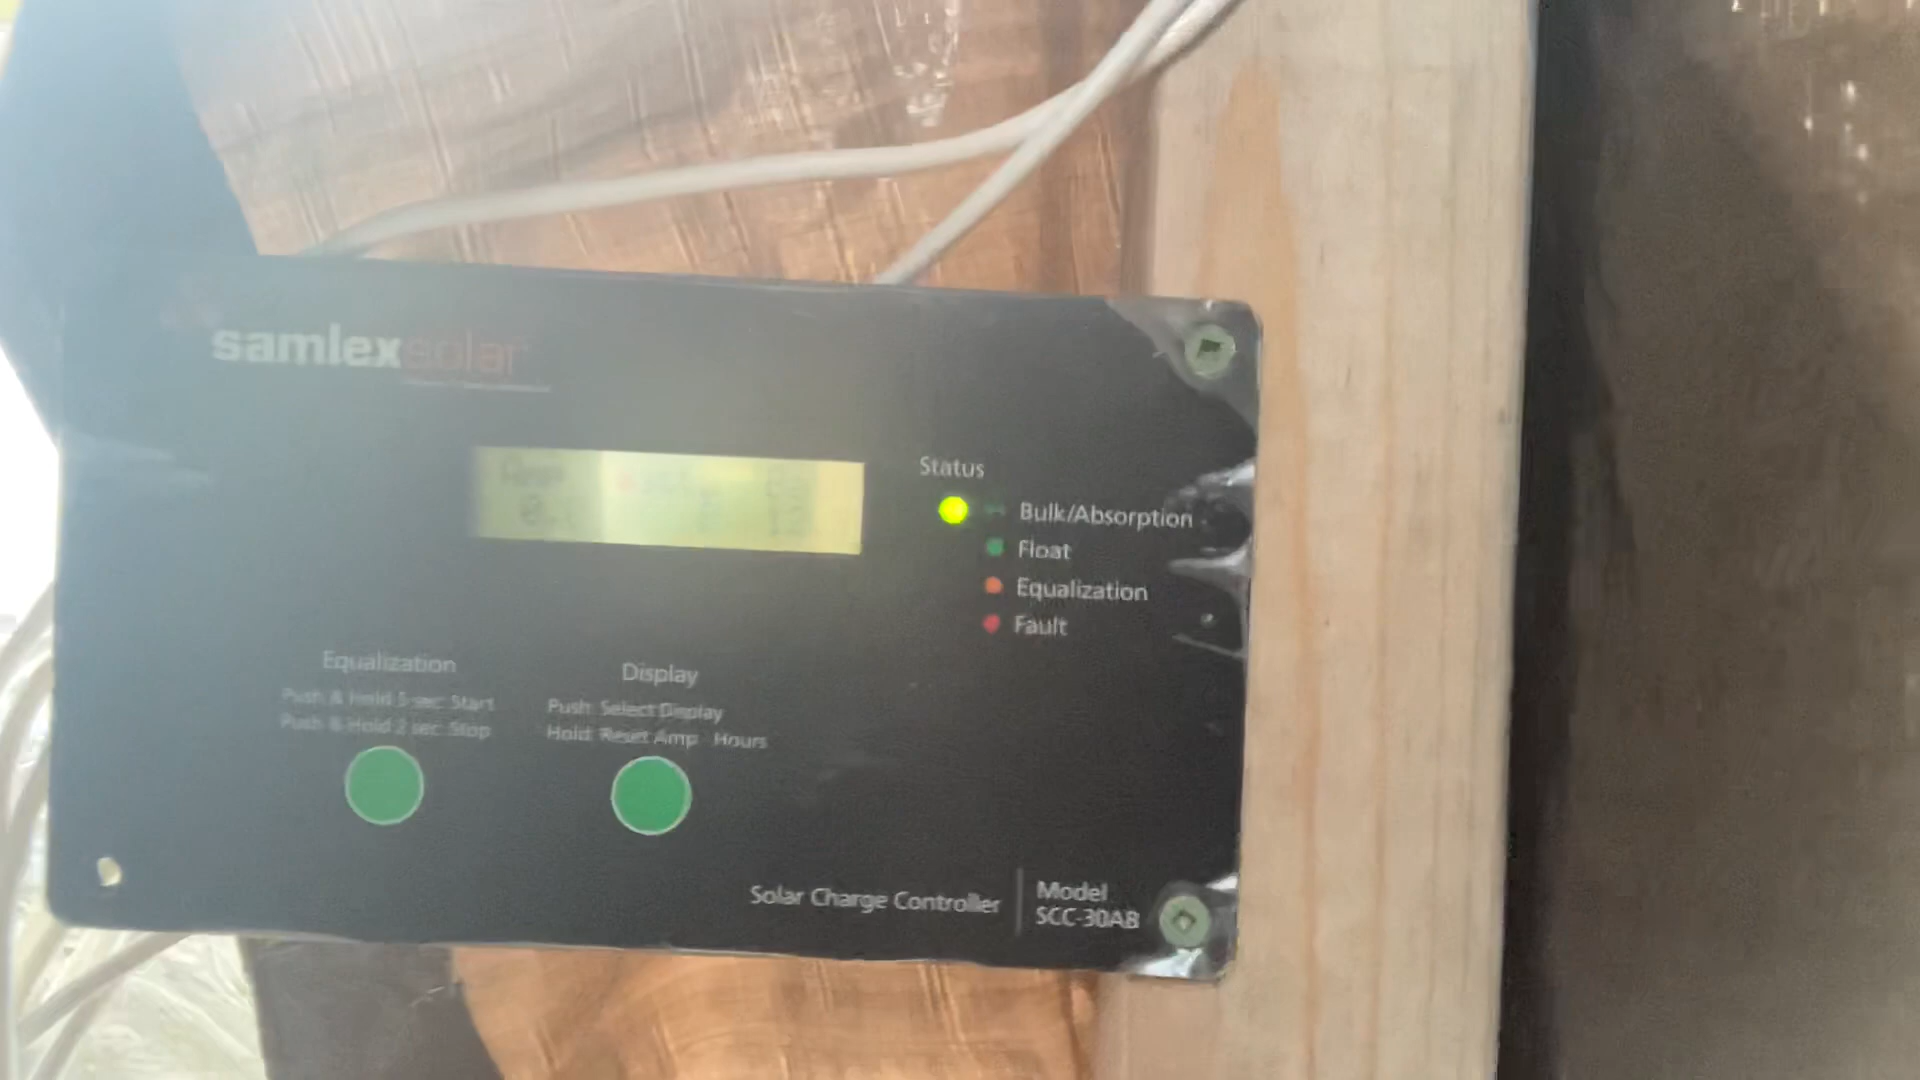 samlexsolar
Status
Bulk/Absorption
Float
Equalization
Fault
Equalization
Push & Hold 5 sec: Start
Push & Hold 2 sec: Stop
Display
Push: Select Display
Hold: Reset Amp Hours
Solar Charge Controller
Model
SCC-30AB